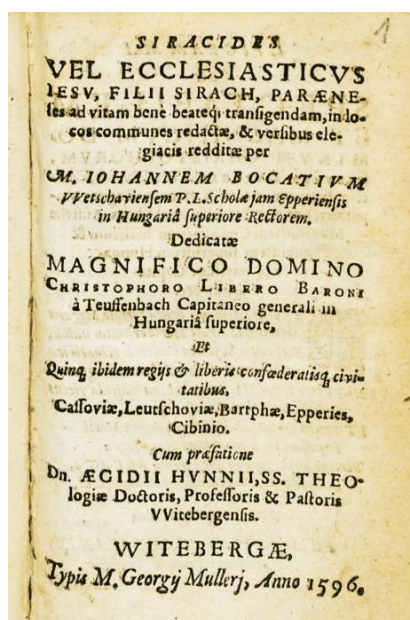 1
SIRACIDES
VEL ECCLESIASTICVS
IESV, FILII SIRACH, PARÆNE-
ses ad vitam benè beateq; transigendam, in lo-
cos communes redactæ, & versibus ele-
giacis redditæ per
M. IOHANNEM BOCATIVM
VVetschaviensem P. L. Scholæ jam Epperiensis
in Hungariâ superiore Rectorem.
Dedicatæ
MAGNIFICO DOMINO
CHRISTOPHORO LIBERO BARONI
à Teuffenbach Capitaneo generali in
Hungariâ superiore,
Et
Quinq; ibidem regijs & liberis confœderatisq; civi-
tatibus,
Cassoviæ, Leutschoviæ, Bartphæ, Epperies,
Cibinio.
Cum præfatione
Dn. ÆGIDII HVNNII, SS. THEO-
logiæ Doctoris, Professoris & Pastoris
VVitebergensis.
WITEBERGÆ,
Typis M. Georgij Mullerj, Anno 1596.